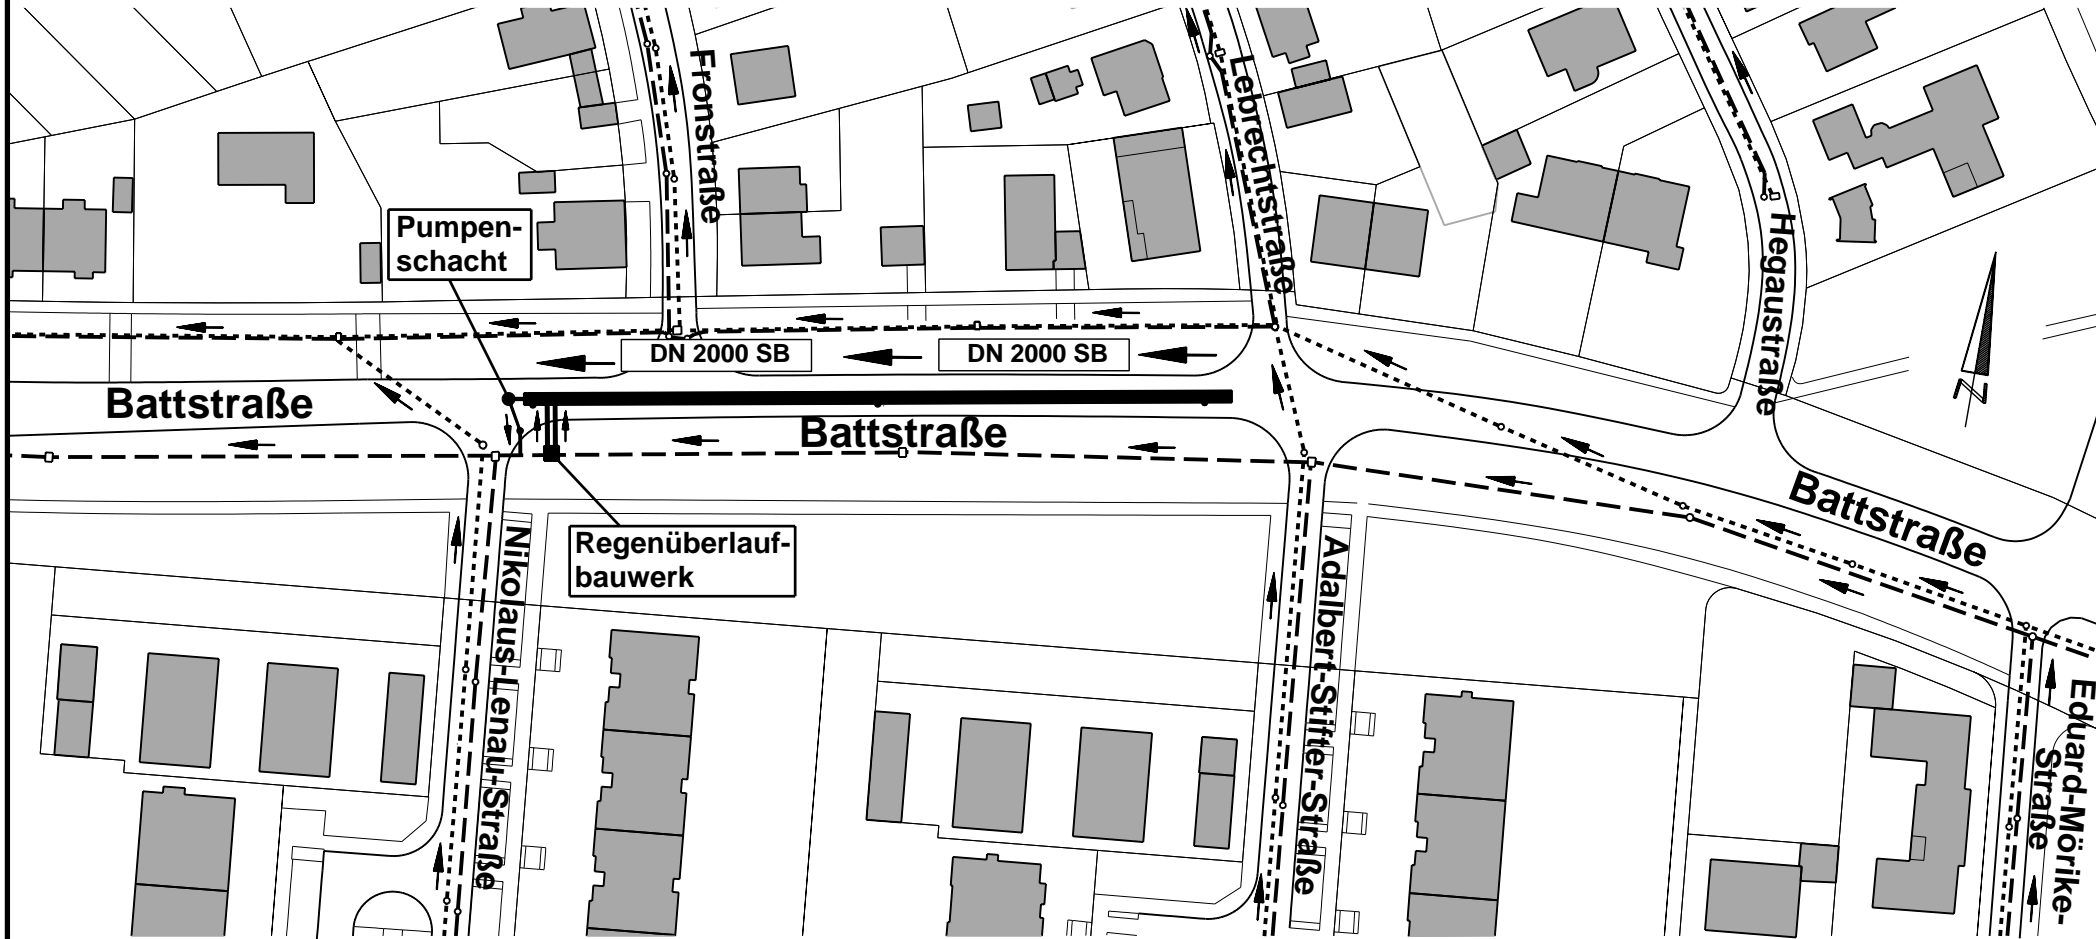 Fronstraße
Lebrechtstraße
Hegaustraße
Pumpen-
schacht
DN 2000 SB
DN 2000 SB
N
Battstraße
Battstraße
Battstraße
Regenüberlauf-
bauwerk
Nikolaus-Lenau-Straße
Adalbert-Stifter-Straße
Eduard-Mörike-
Straße